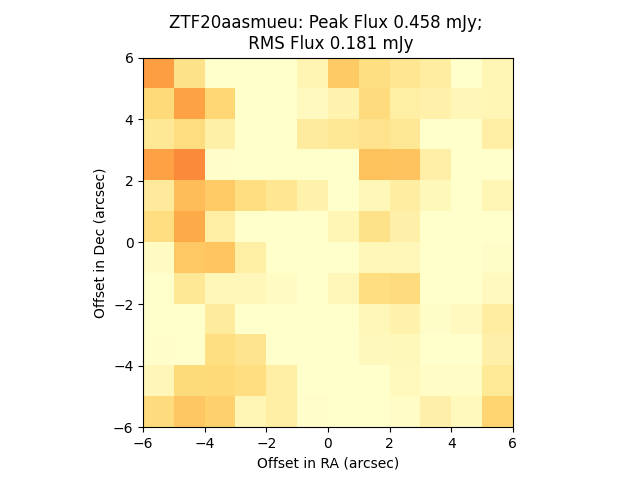 ZTF20aasmueu: Peak Flux 0.458 mJy;
RMS Flux 0.181 mJy
6
4
2
0
−2
−4
−6
Offset in Dec (arcsec)
−6 −4 −2 0 2 4 6
Offset in RA (arcsec)